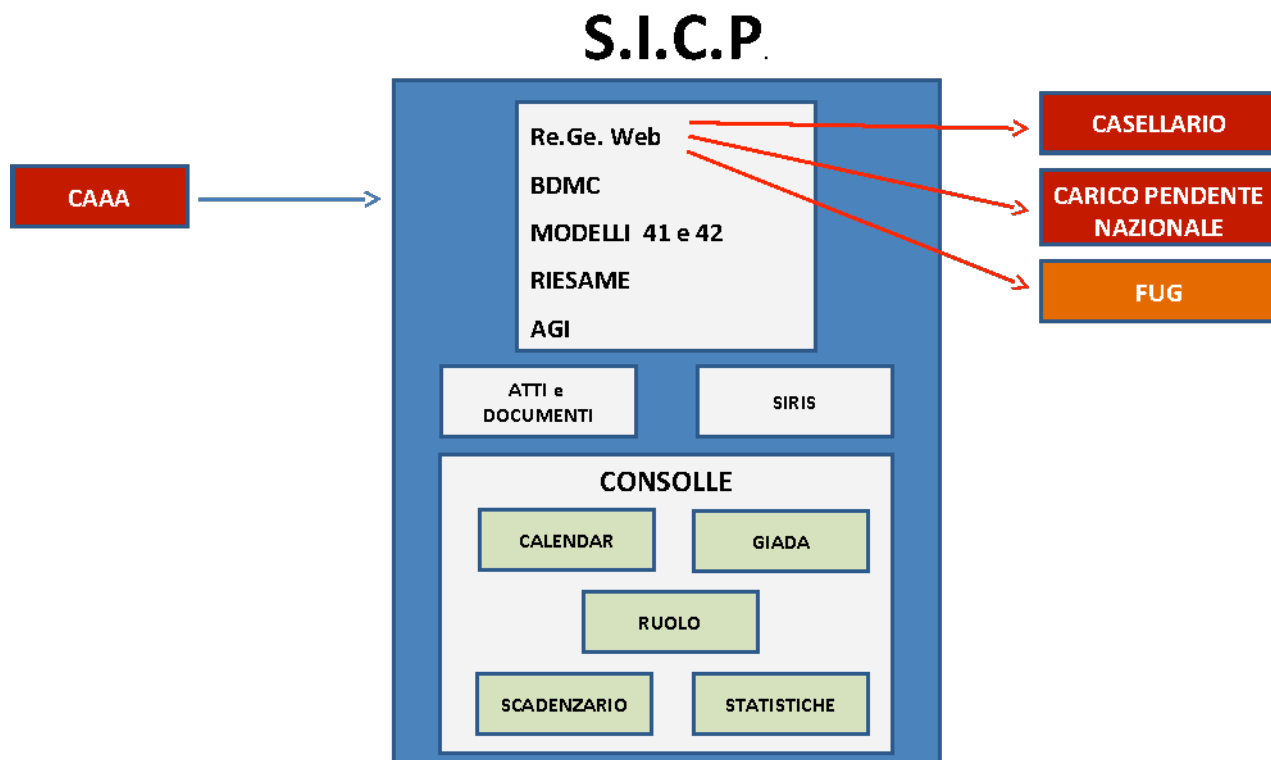 S.I.C.P.
CAAA
Re.Ge. Web
BDMC
MODELLI 41 e 42
RIESAME
AGI
CASELLARIO
CARICO PENDENTE
NAZIONALE
FUG
ATTI e
DOCUMENTI
SIRIS
CONSOLLE
CALENDAR
GIADA
RUOLO
SCADENZARIO
STATISTICHE